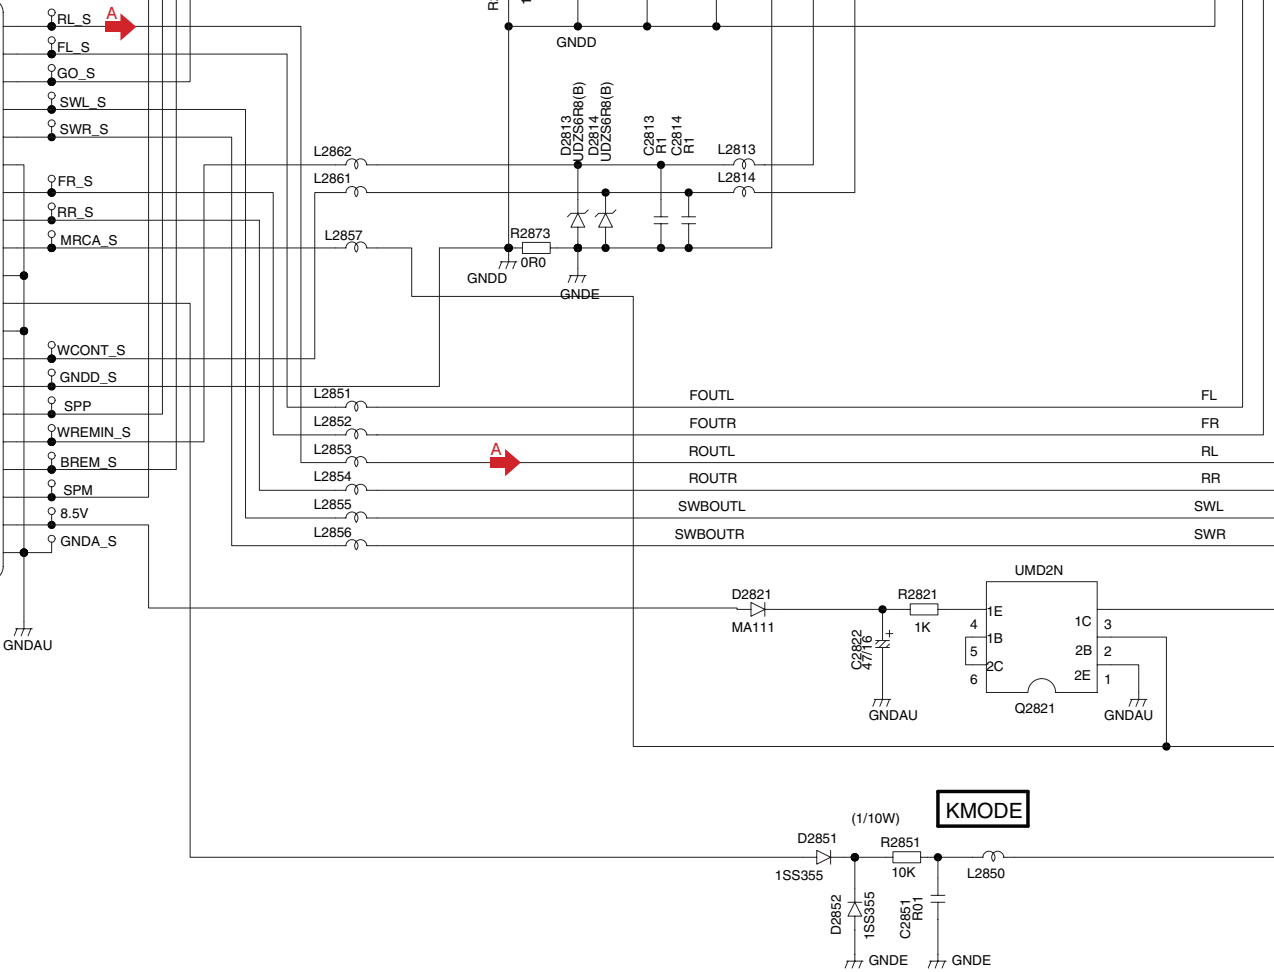 RL_S
A
FL_S
GO_S
SWL_S
SWR_S
FR_S
RR_S
MRCA_S
WCONT_S
GNDD_S
SPP
WREMIN_S
BREM_S
SPM
8.5V
GNDA_S
GNDAU
GNDD
D2813
UDZS6R8(B)
D2814
UDZS6R8(B)
C2813
R1
C2814
R1
L2862
L2813
L2861
L2814
L2857
R2873
0R0
GNDD
GNDE
L2851
FOUTL
FL
L2852
FOUTR
FR
L2853
A
ROUTL
RL
L2854
ROUTR
RR
L2855
SWBOUTL
SWL
L2856
SWBOUTR
SWR
UMD2N
D2821
MA111
R2821
1K
C2822
47/16
+
GNDAU
1E
4
1B
5
2C
6
1C
3
2B
2
2E
1
Q2821
GNDAU
KMODE
(1/10W)
D2851
1SS355
R2851
10K
L2850
D2852
1SS355
C2851
R01
GNDE
GNDE